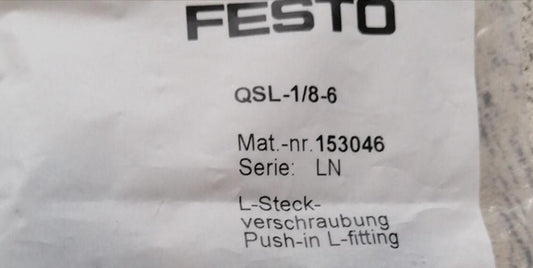 FESTO
QSL-1/8-6
Mat.-nr.153046
Serie: LN
L-Steck-
verschraubung
Push-in L-fitting